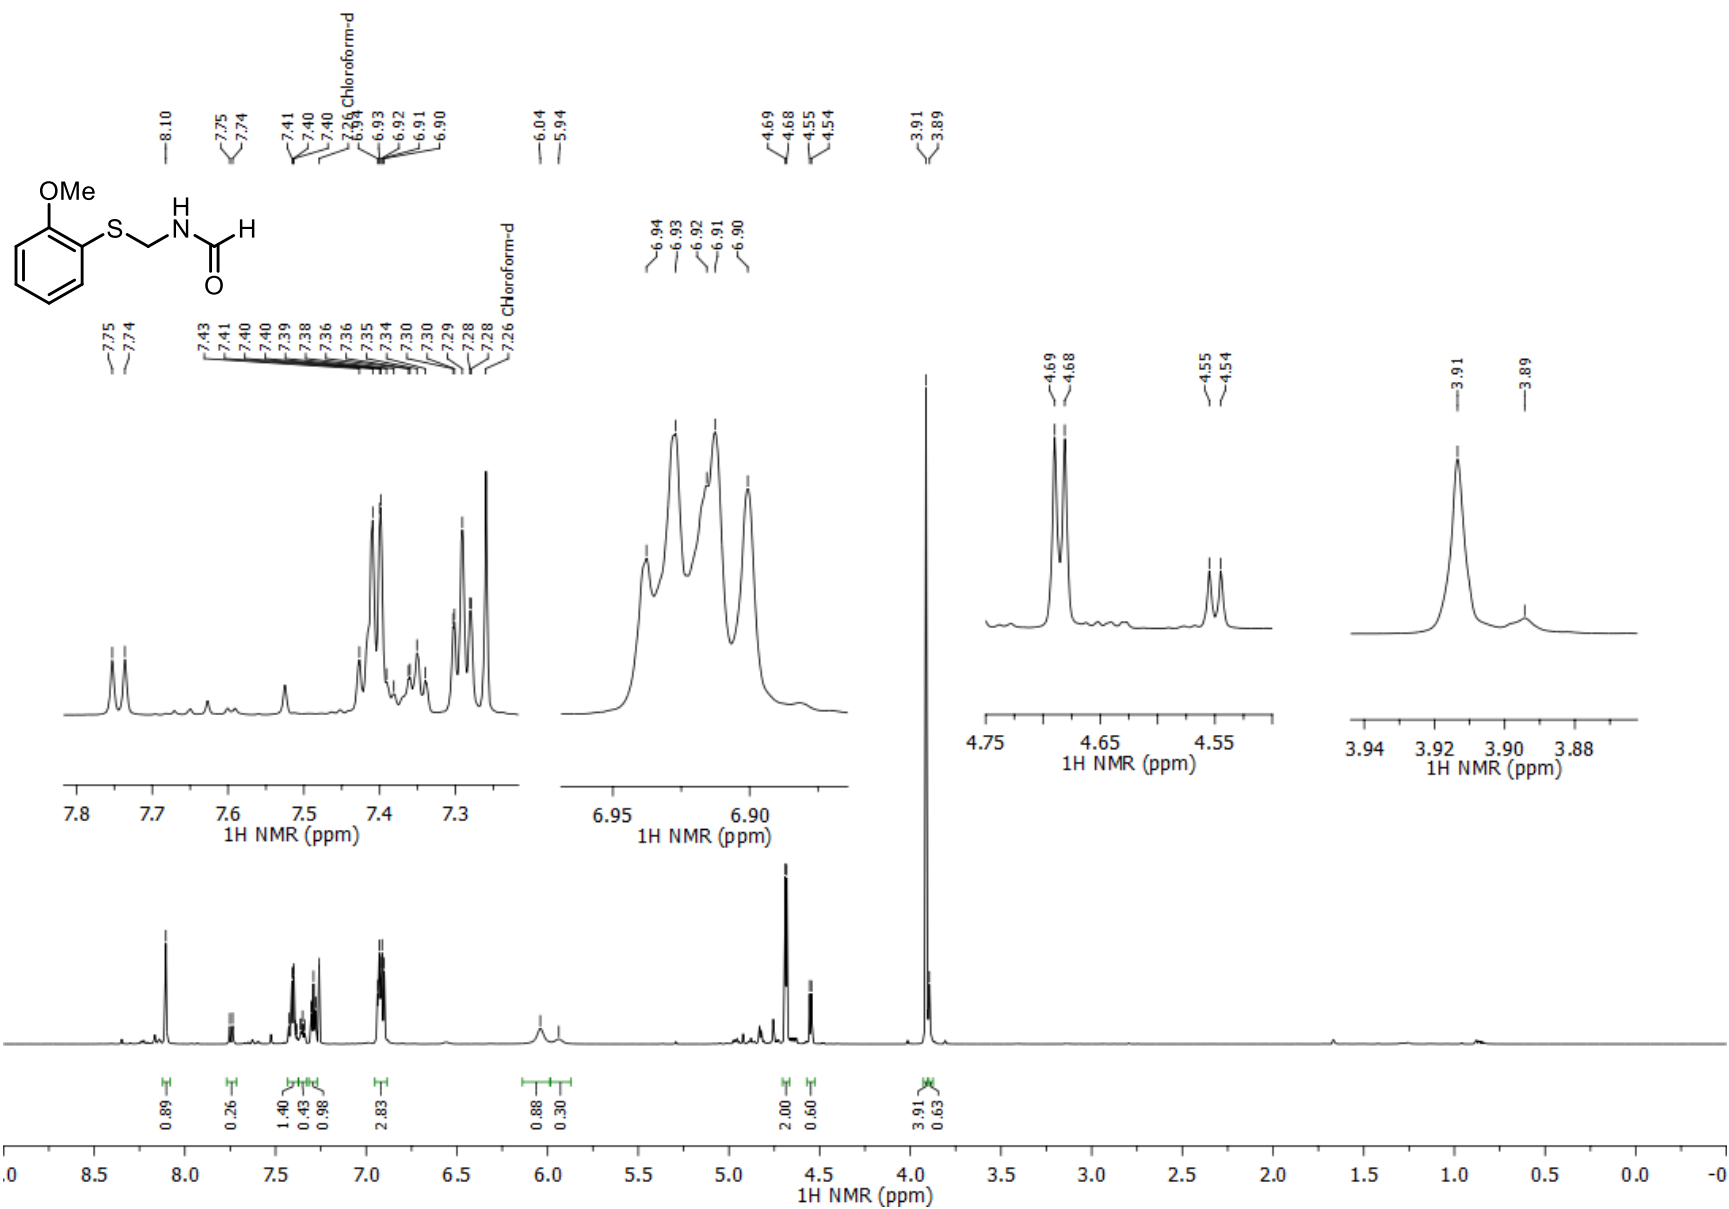 8.10 7.75 7.74 7.41 7.40 7.40 7.26 Chloroform-d 6.94 6.93 6.92 6.91 6.90 6.04 5.94 4.69 4.68 4.55 4.54 3.91 3.89
OMe
S
H
N
H
O
6.94 6.93 6.92 6.91 6.90
7.75 7.74 7.43 7.41 7.40 7.40 7.39 7.38 7.36 7.36 7.35 7.34 7.30 7.30 7.29 7.28 7.28 7.26 Chloroform-d
4.69 4.68 4.55 4.54
3.91 3.89
4.75 4.65 4.55
1H NMR (ppm)
3.94 3.92 3.90 3.88
1H NMR (ppm)
7.8 7.7 7.6 7.5 7.4 7.3
1H NMR (ppm)
6.95 6.90
1H NMR (ppm)
0.89 0.26 1.40 0.43 0.98 2.83 0.88 0.30 2.00 0.60 3.91 0.63
.0 8.5 8.0 7.5 7.0 6.5 6.0 5.5 5.0 4.5 4.0 3.5 3.0 2.5 2.0 1.5 1.0 0.5 0.0 -0
1H NMR (ppm)